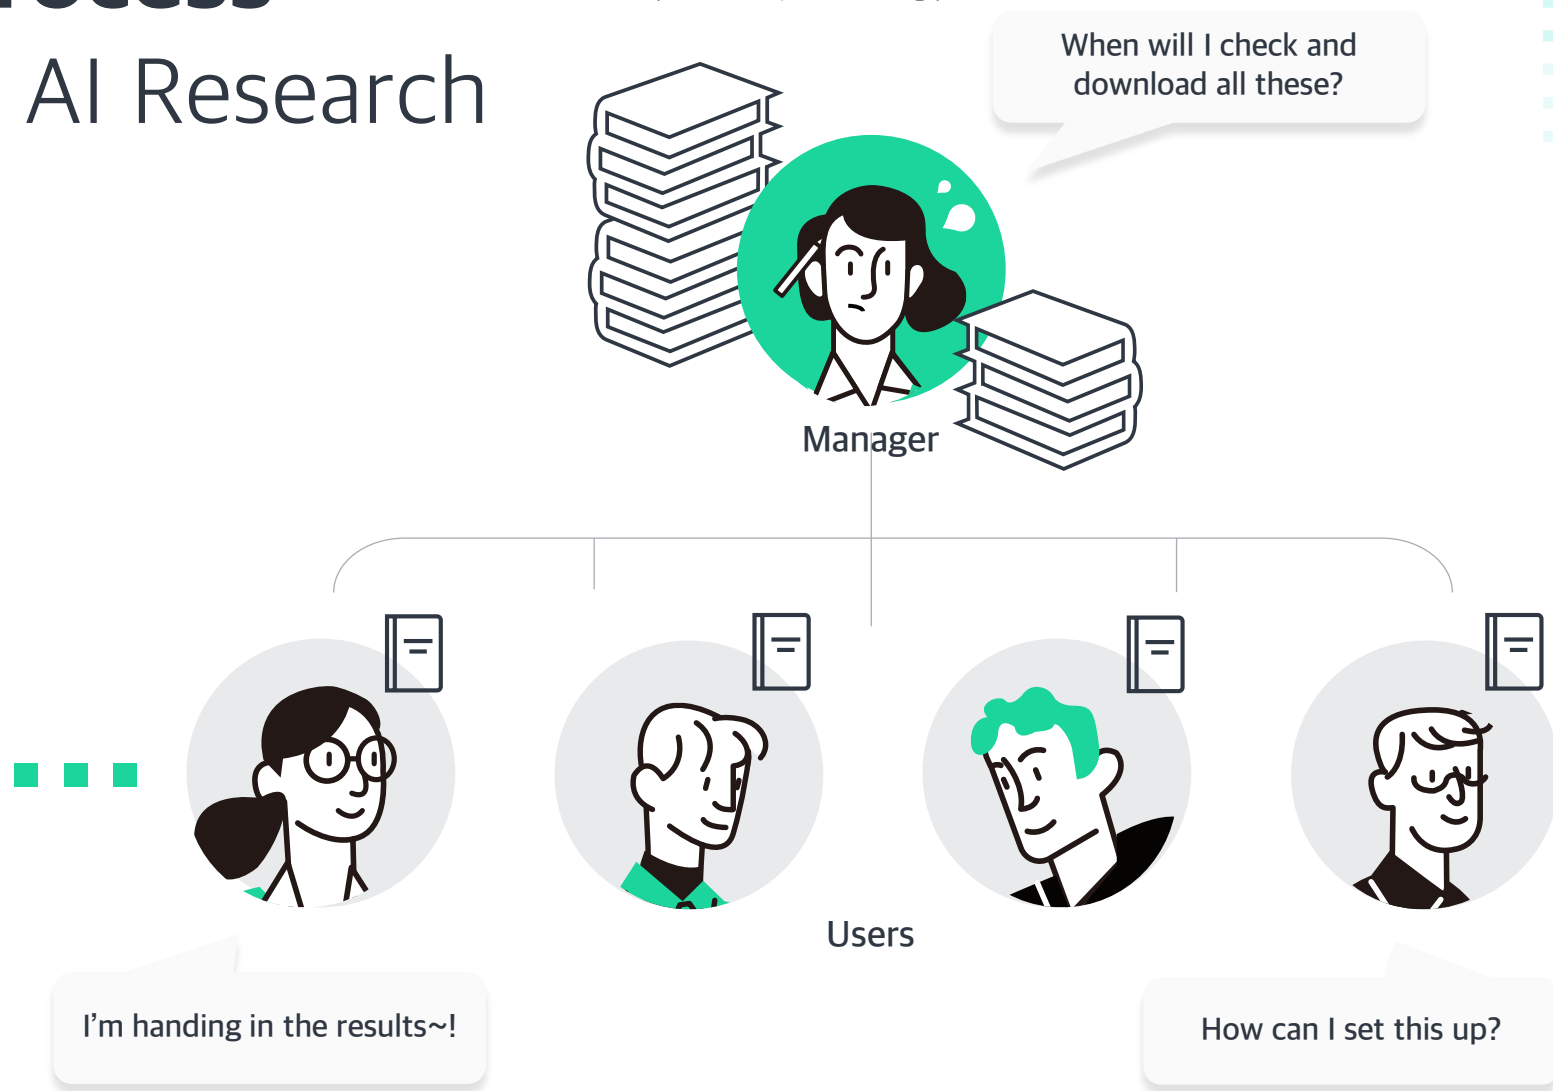 AI Research
When will I check and
download all these?
Manager
Users
I'm handing in the results~!
How can I set this up?